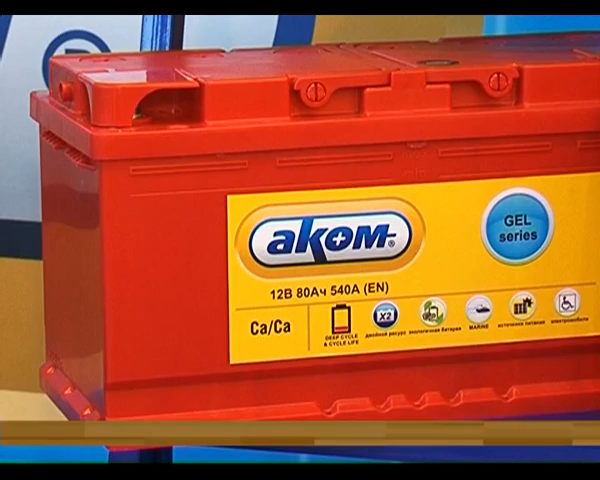 аком®
GEL
series
12В 80Ач 540А (EN)
Ca/Ca
DEEP CYCLE
& CYCLE LIFE
X2
двойной ресурс
экологичная батарея
MARINE
источники питания
электромобили